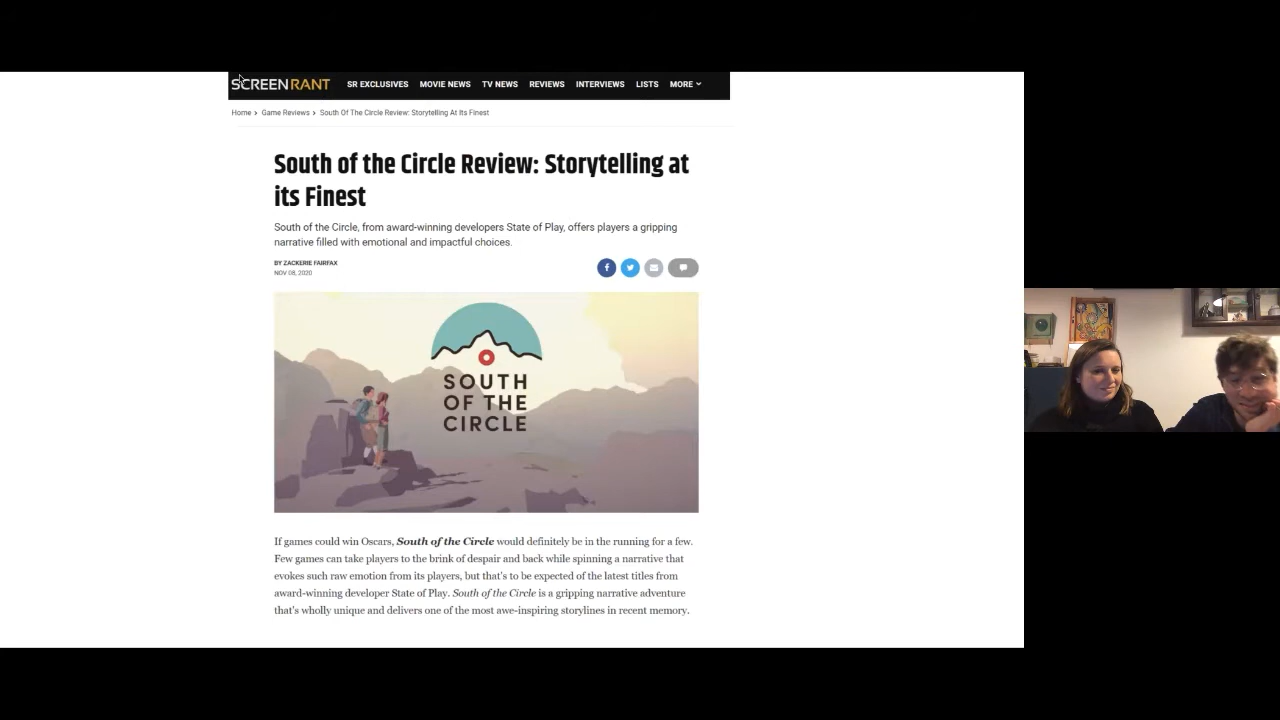 SCREENRANT SR EXCLUSIVES MOVIE NEWS TV NEWS REVIEWS INTERVIEWS LISTS MORE
Home > Game Reviews > South Of The Circle Review: Storytelling At Its Finest
South of the Circle Review: Storytelling at
its Finest
South of the Circle, from award-winning developers State of Play, offers players a gripping
narrative filled with emotional and impactful choices.
BY ZACKERIE FAIRFAX
NOV 08, 2020
SOUTH
OF THE
CIRCLE
If games could win Oscars, South of the Circle would definitely be in the running for a few.
Few games can take players to the brink of despair and back while spinning a narrative that
evokes such raw emotion from its players, but that's to be expected of the latest titles from
award-winning developer State of Play. South of the Circle is a gripping narrative adventure
that's wholly unique and delivers one of the most awe-inspiring storylines in recent memory.